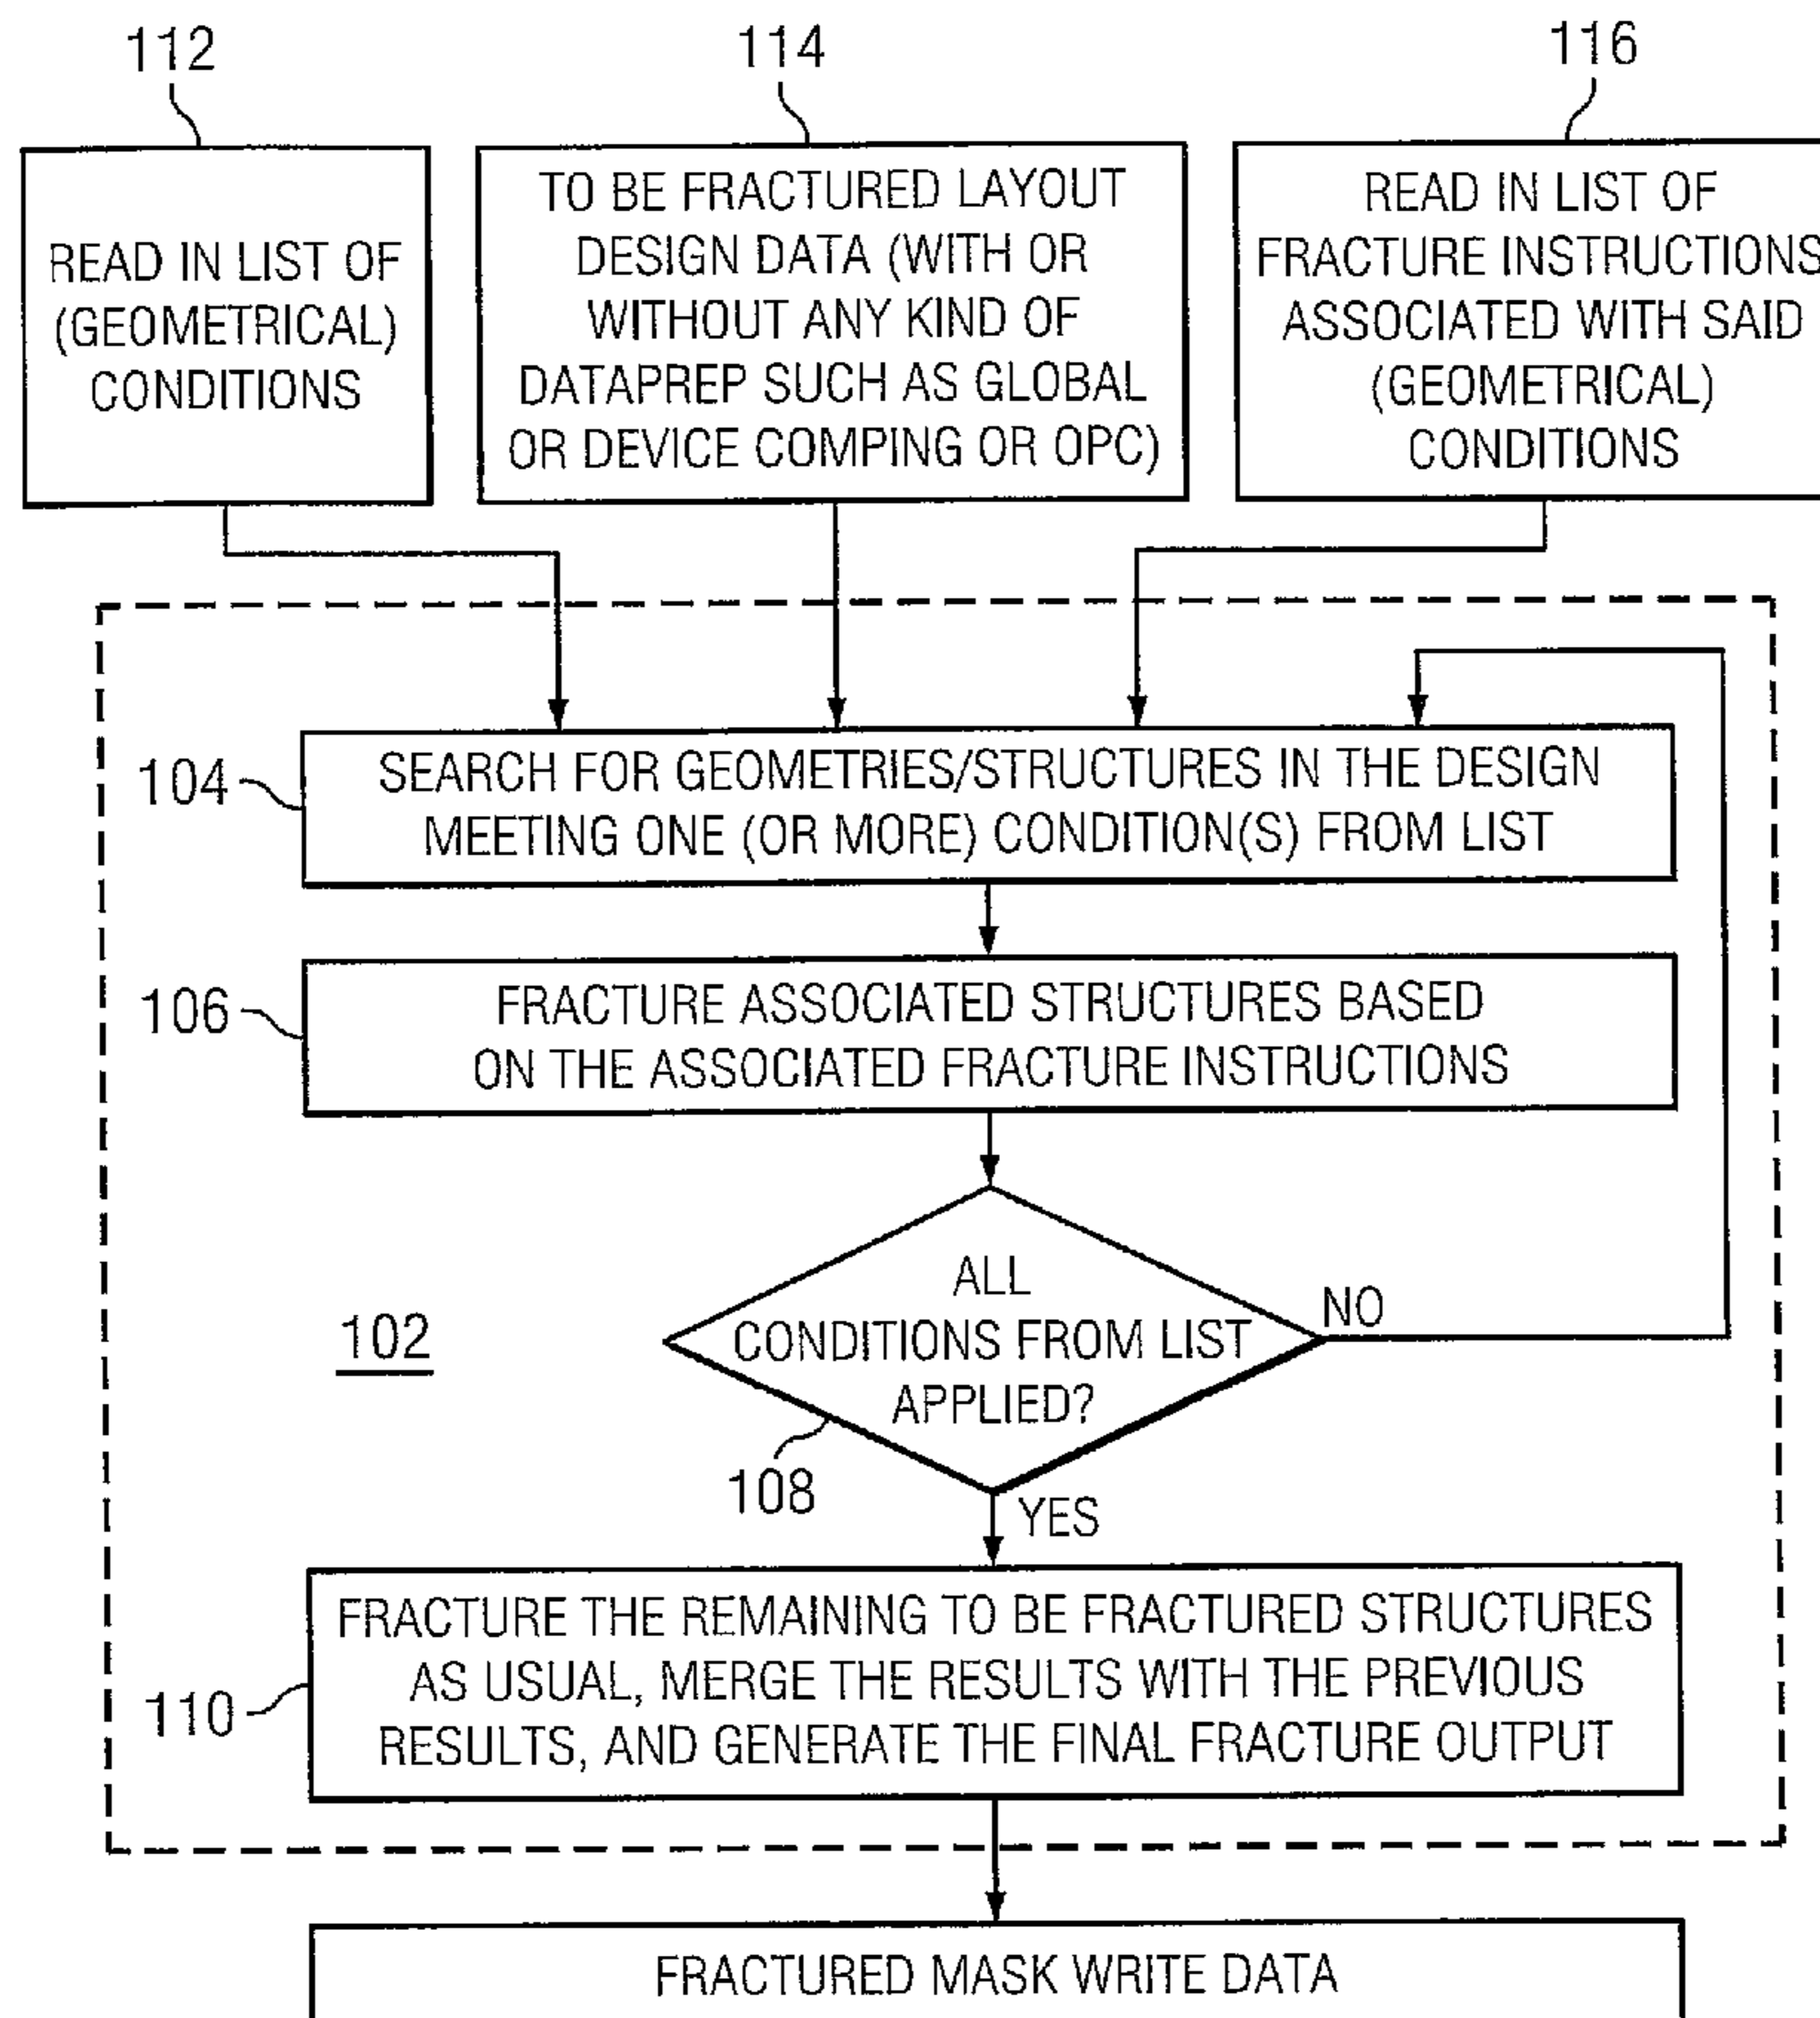 112
114
116
READ IN LIST OF
(GEOMETRICAL)
CONDITIONS
TO BE FRACTURED LAYOUT
DESIGN DATA (WITH OR
WITHOUT ANY KIND OF
DATAPREP SUCH AS GLOBAL
OR DEVICE COMPING OR OPC)
READ IN LIST OF
FRACTURE INSTRUCTIONS
ASSOCIATED WITH SAID
(GEOMETRICAL)
CONDITIONS
104
SEARCH FOR GEOMETRIES/STRUCTURES IN THE DESIGN
MEETING ONE (OR MORE) CONDITION(S) FROM LIST
106
FRACTURE ASSOCIATED STRUCTURES BASED
ON THE ASSOCIATED FRACTURE INSTRUCTIONS
102
ALL
CONDITIONS FROM LIST
APPLIED?
NO
108
YES
110
FRACTURE THE REMAINING TO BE FRACTURED STRUCTURES
AS USUAL, MERGE THE RESULTS WITH THE PREVIOUS
RESULTS, AND GENERATE THE FINAL FRACTURE OUTPUT
FRACTURED MASK WRITE DATA